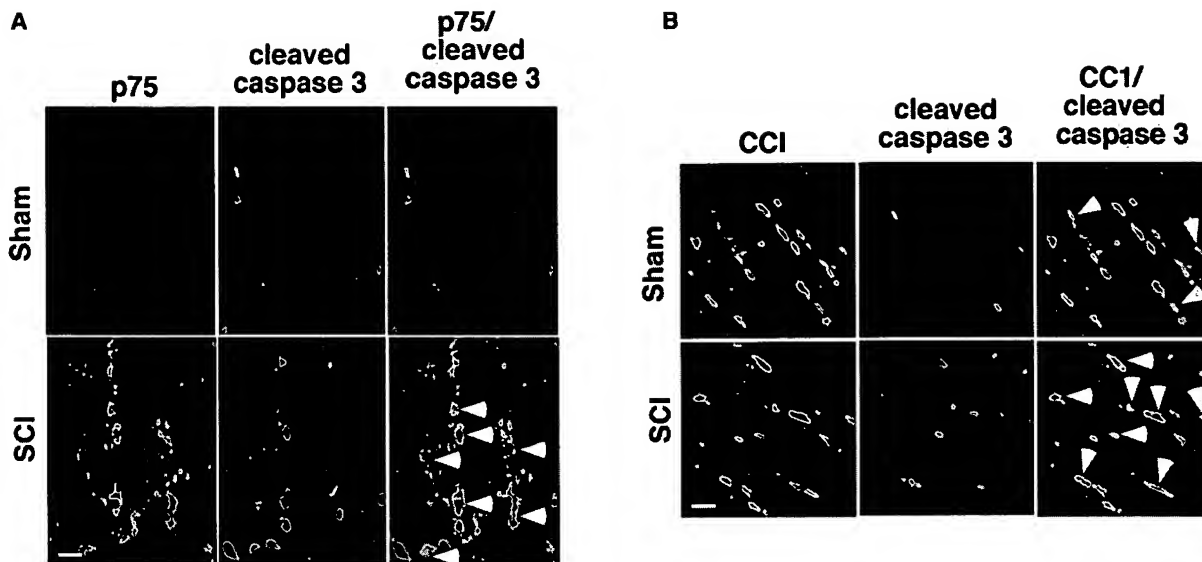 A
p75
cleaved
caspase 3
p75/
cleaved
caspase 3
Sham
SCI
B
CCI
cleaved
caspase 3
CC1/
cleaved
caspase 3
Sham
SCI